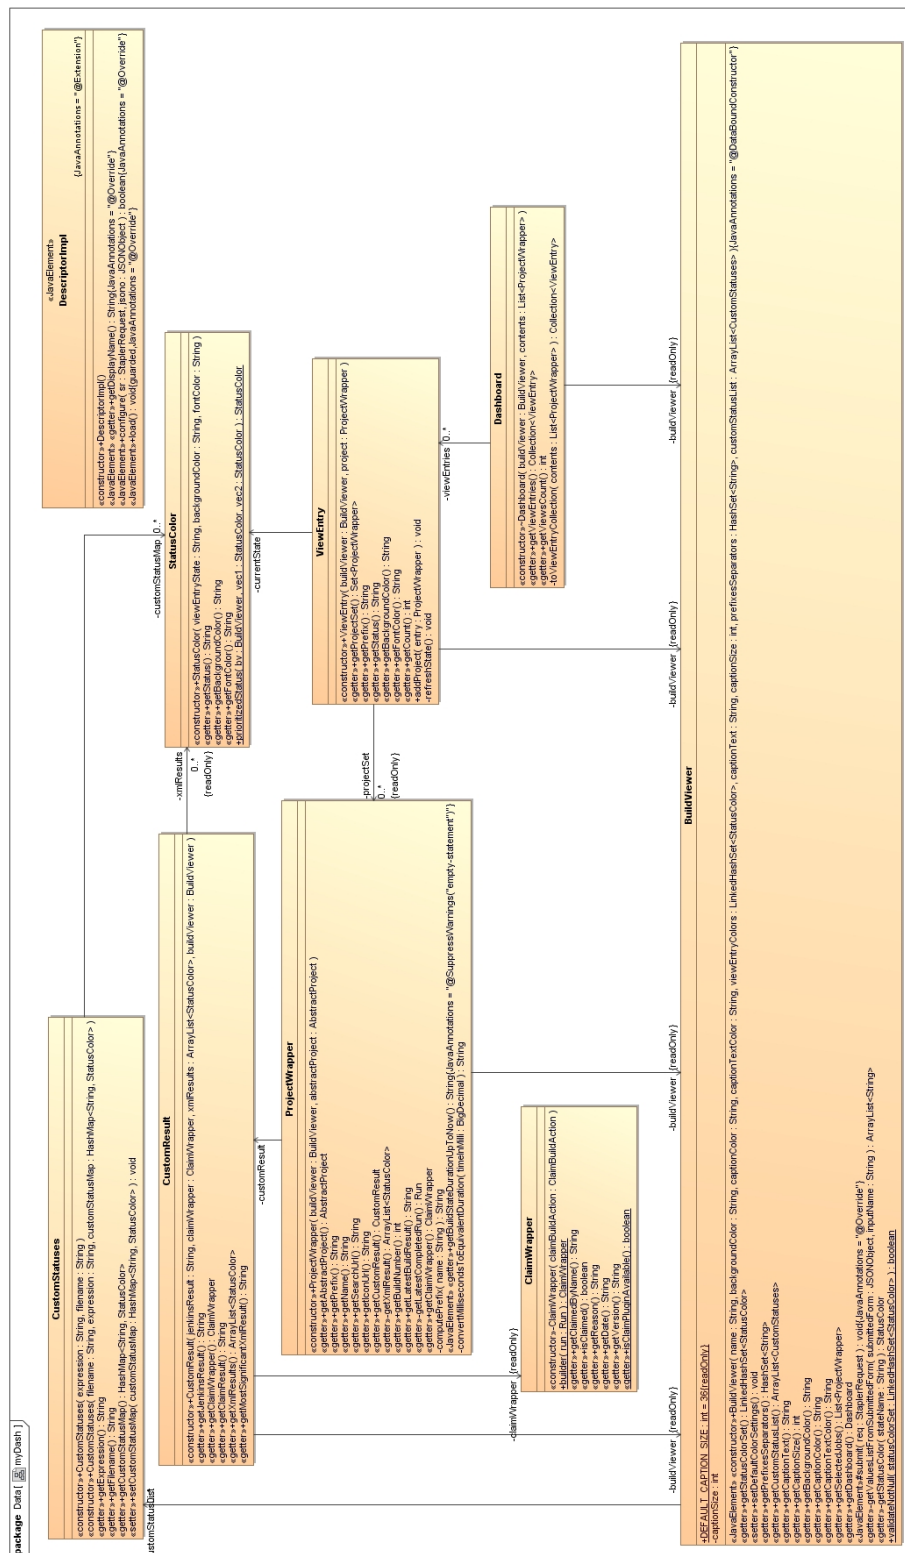 package Data [ myDash ]
CustomStatuses
«constructor»+CustomStatuses( expression : String, filename : String )
«constructor»+CustomStatuses( filename : String, expression : String, customStatusMap : HashMap<String, StatusColor> )
«getter»+getExpression() : String
«getter»+getFilename() : String
«getter»+getCustomStatusMap() : HashMap<String, StatusColor>
«setter»+setCustomStatusMap( customStatusMap : HashMap<String, StatusColor> ) : void
-customStatusMap 0..*
«JavaElement»
DescriptorImpl
{JavaAnnotations = "@Extension"}
«constructor»+DescriptorImpl()
«JavaElement» «getter»+getDisplayName() : String{JavaAnnotations = "@Override"}
«JavaElement»+configure( sr : StaplerRequest, jsono : JSONObject ) : boolean{JavaAnnotations = "@Override"}
«JavaElement»+load() : void{guarded,JavaAnnotations = "@Override"}
CustomResult
«constructor»+CustomResult( jenkinsResult : String, claimWrapper : ClaimWrapper, xmlResults : ArrayList<StatusColor>, buildViewer : BuildViewer )
«getter»+getJenkinsResult() : String
«getter»+getClaimWrapper() : ClaimWrapper
«getter»+getClaimResult() : String
«getter»+getXmlResults() : ArrayList<StatusColor>
«getter»+getMostSignificantXmlResult() : String
-xmlResults
0..*
{readOnly}
StatusColor
«constructor»+StatusColor( viewEntryState : String, backgroundColor : String, fontColor : String )
«getter»+getStatus() : String
«getter»+getBackgroundColor() : String
«getter»+getFontColor() : String
+prioritizedStatus( bv : BuildViewer, vec1 : StatusColor, vec2 : StatusColor ) : StatusColor
-customResult
-currentState
ProjectWrapper
«constructor»+ProjectWrapper( buildViewer : BuildViewer, abstractProject : AbstractProject )
«getter»+getAbstractProject() : AbstractProject
«getter»+getPrefix() : String
«getter»+getName() : String
«getter»+getSearchUrl() : String
«getter»+getIconUrl() : String
«getter»+getCustomResult() : CustomResult
«getter»+getXmlResult() : ArrayList<StatusColor>
«getter»+getBuildNumber() : int
«getter»+getLatestBuildResult() : String
«getter»-getLatestCompletedRun() : Run
«getter»+getClaimWrapper() : ClaimWrapper
-computePrefix( name : String ) : String
«JavaElement» «getter»+getBuildStateDurationUpToNow() : String{JavaAnnotations = "@SuppressWarnings("empty-statement")"}
-convertMillisecondsToEquivalentDuration( timeInMilli : BigDecimal ) : String
-projectSet
0..*
{readOnly}
ViewEntry
«constructor»+ViewEntry( buildViewer : BuildViewer, project : ProjectWrapper )
«getter»+getProjectSet() : Set<ProjectWrapper>
«getter»+getPrefix() : String
«getter»+getStatus() : String
«getter»+getBackgroundColor() : String
«getter»+getFontColor() : String
«getter»+getCount() : int
+addProject( entry : ProjectWrapper ) : void
-refreshState() : void
-viewEntries 0..*
Dashboard
«constructor»~Dashboard( buildViewer : BuildViewer, contents : List<ProjectWrapper> )
«getter»+getViewEntries() : Collection<ViewEntry>
«getter»+getViewsCount() : int
-toViewEntryCollection( contents : List<ProjectWrapper> ) : Collection<ViewEntry>
-claimWrapper {readOnly}
ClaimWrapper
«constructor»-ClaimWrapper( claimBuildAction : ClaimBuildAction )
+builder( run : Run ) : ClaimWrapper
«getter»+getClaimedByName() : String
«getter»+isClaimed() : boolean
«getter»+getReason() : String
«getter»+getDate() : String
«getter»+getVersion() : String
«getter»+isClaimPluginAvailable() : boolean
-buildViewer {readOnly}
-buildViewer {readOnly}
-buildViewer {readOnly}
-buildViewer {readOnly}
BuildViewer
+DEFAULT_CAPTION_SIZE : int = 36{readOnly}
-captionSize : int
«JavaElement» «constructor»+BuildViewer( name : String, backgroundColor : String, captionColor : String, captionTextColor : String, viewEntryColors : LinkedHashSet<StatusColor>, captionText : String, captionSize : int, prefixesSeparators : HashSet<String>, customStatusList : ArrayList<CustomStatuses> ){JavaAnnotations = "@DataBoundConstructor"}
«getter»+getStatusColorSet() : LinkedHashSet<StatusColor>
«setter»+setDefaultColorSettings() : void
«getter»+getPrefixesSeparators() : HashSet<String>
«getter»+getCustomStatusList() : ArrayList<CustomStatuses>
«getter»+getCaptionText() : String
«getter»+getCaptionSize() : int
«getter»+getBackgroundColor() : String
«getter»+getCaptionColor() : String
«getter»+getCaptionTextColor() : String
«getter»+getSelectedJobs() : List<ProjectWrapper>
«getter»+getDashboard() : Dashboard
«JavaElement»#submit( req : StaplerRequest ) : void{JavaAnnotations = "@Override"}
«getter»-getValuesListFromSubmittedForm( submittedForm : JSONObject, inputName : String ) : ArrayList<String>
«getter»-getStatusColor( stateName : String ) : StatusColor
+validateNotNull( statusColorSet : LinkedHashSet<StatusColor> ) : boolean